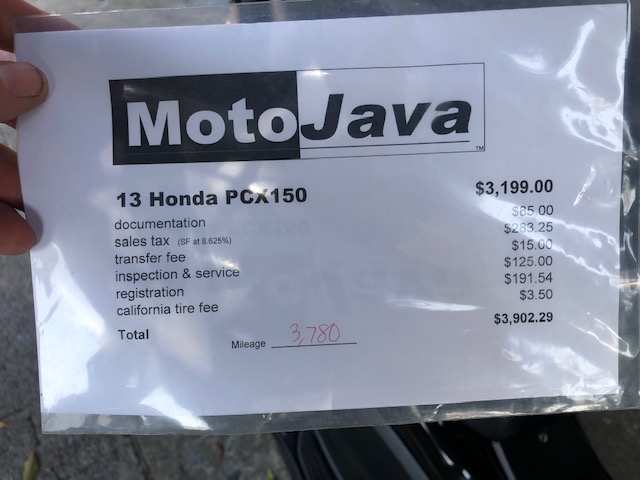 MotoJava
TM
13 Honda PCX150 $3,199.00
documentation $85.00
sales tax (SF at 8.625%) $283.25
transfer fee $15.00
inspection & service $125.00
registration $191.54
california tire fee $3.50
Total $3,902.29
Mileage 3,780